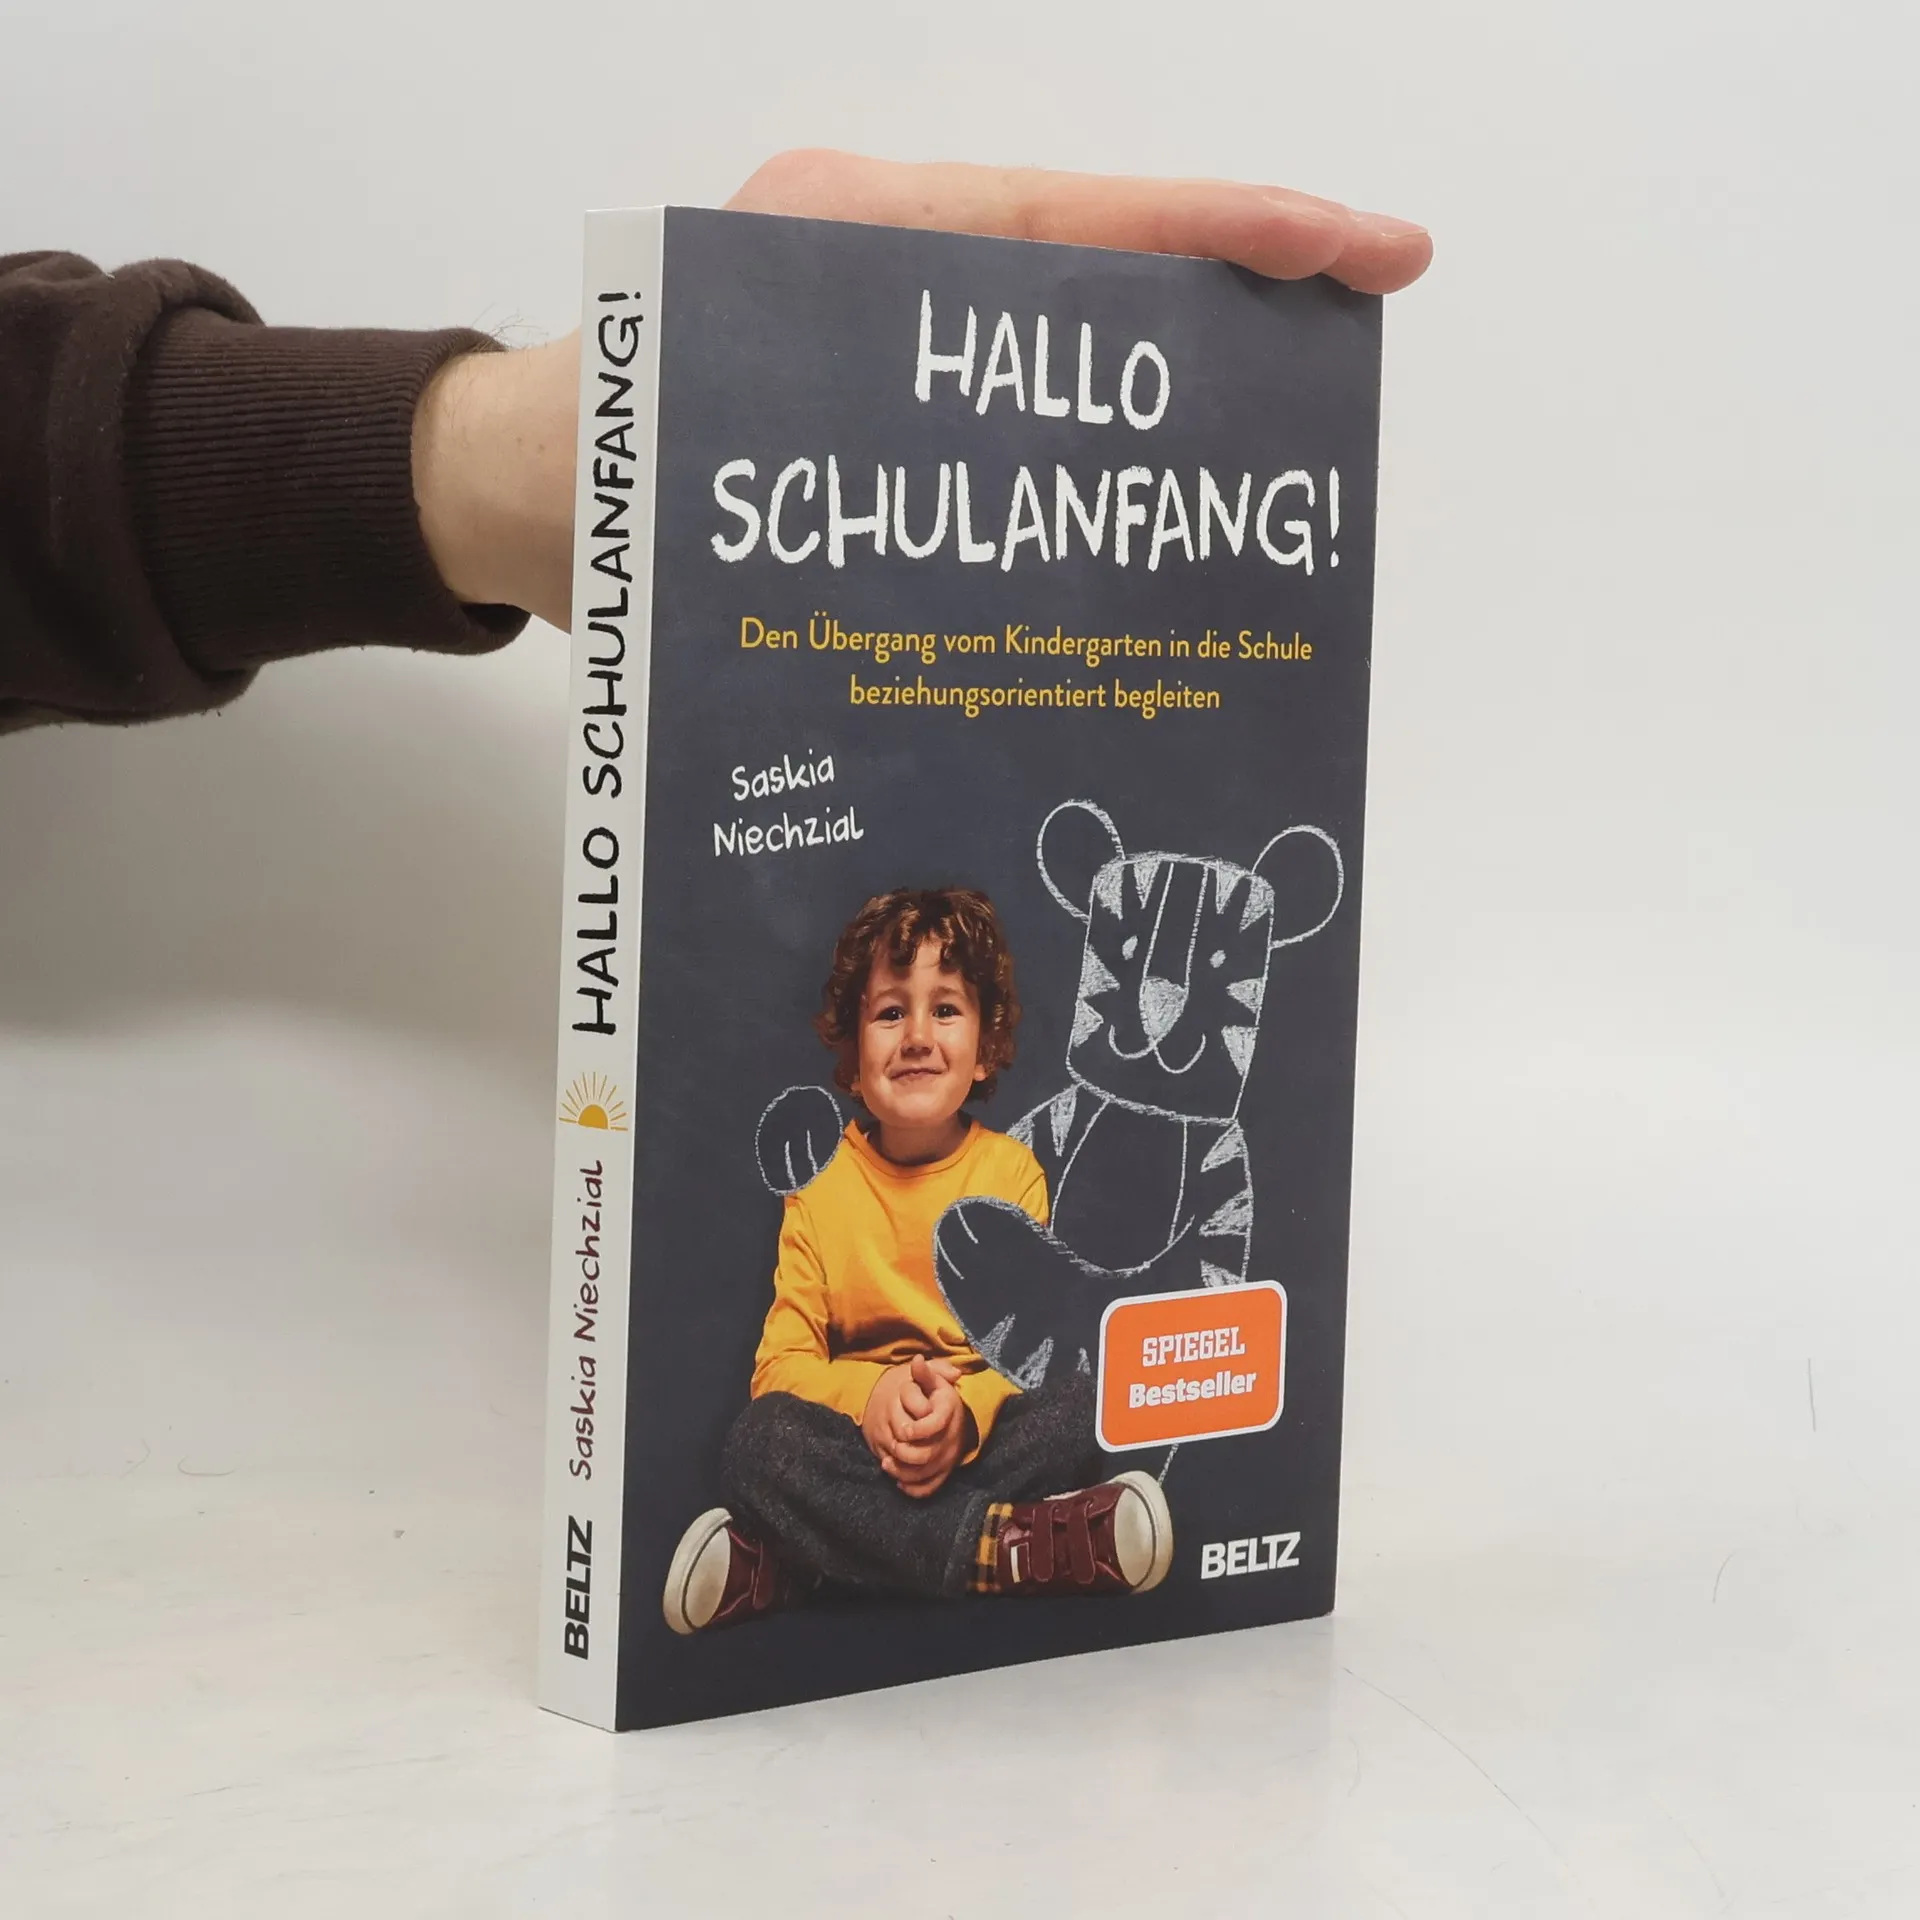 HALLO SCHULANFANG!
Saskia Niechzial
BELTZ
HALLO
SCHULANFANG!
Den Übergang vom Kindergarten in die Schule
beziehungsorientiert begleiten
Saskia
Niechzial
SPIEGEL
Bestseller
BELTZ